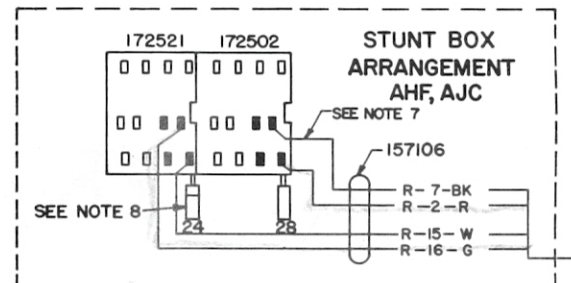 172521 172502
STUNT BOX
ARRANGEMENT
AHF, AJC
SEE NOTE 7
157106
R-7-BK
R-2-R
SEE NOTE 8
24 28
R-15-W
R-16-G